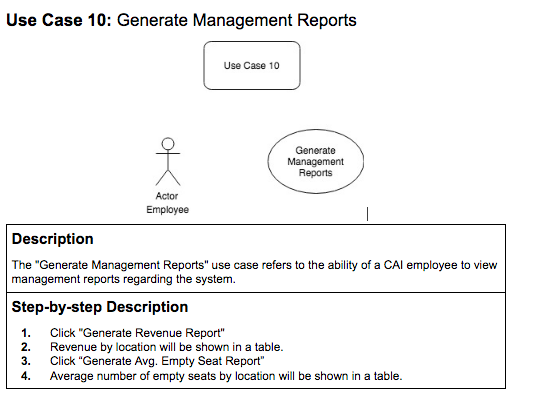 Use Case 10: Generate Management Reports
Use Case 10
Generate
Management
Reports
Actor
Employee
Description
The "Generate Management Reports" use case refers to the ability of a CAI employee to view
management reports regarding the system.
Step-by-step Description
1. Click "Generate Revenue Report"
2. Revenue by location will be shown in a table.
3. Click "Generate Avg. Empty Seat Report"
4. Average number of empty seats by location will be shown in a table.